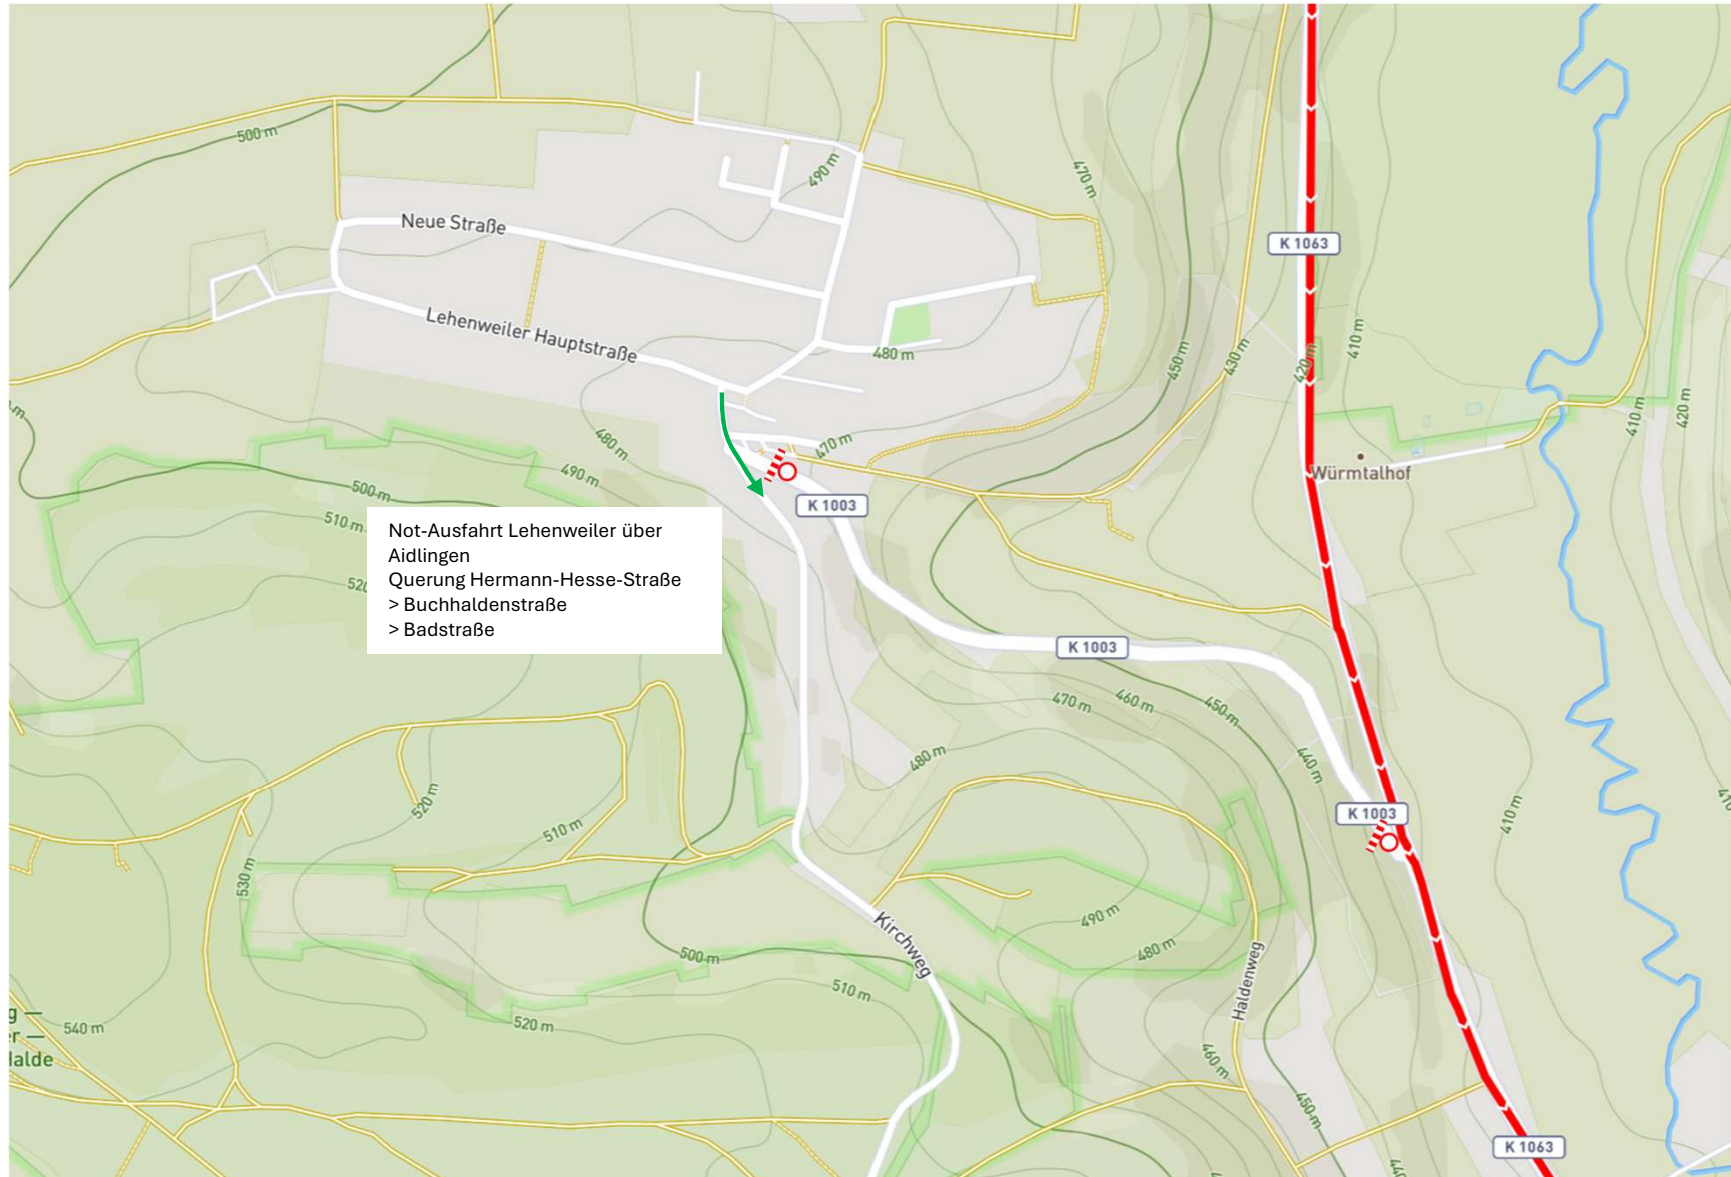 500 m
490 m
470 m
Neue Straße
K 1063
Lehenweiler Hauptstraße
480 m
450 m
430 m
420 m
410 m
410 m
420 m
480 m
470 m
490 m
Würmtalhof
500 m
510 m
K 1003
Not-Ausfahrt Lehenweiler über
Aidlingen
Querung Hermann-Hesse-Straße
> Buchhaldenstraße
> Badstraße
K 1003
470 m
460 m
450 m
480 m
440 m
520 m
510 m
K 1003
410 m
530 m
490 m
480 m
Kirchweg
500 m
510 m
Haldenweg
540 m
520 m
460 m
450 m
K 1063